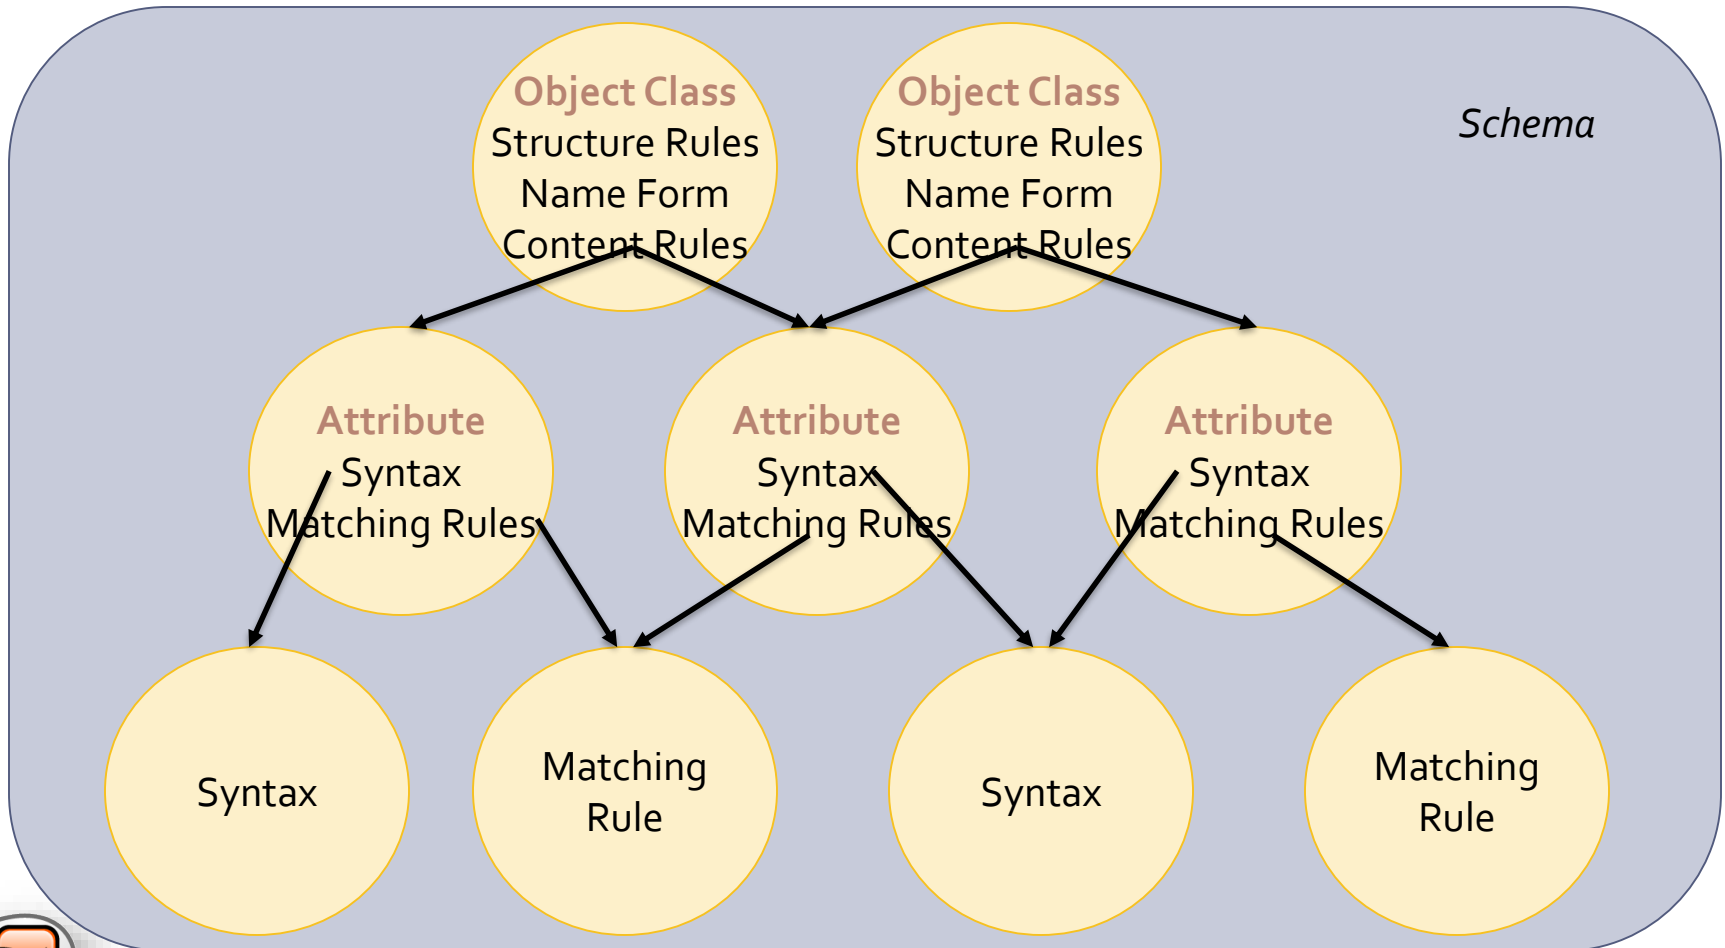 Object Class
Structure Rules
Name Form
Content Rules
Object Class
Structure Rules
Name Form
Content Rules
Schema
Attribute
Syntax
Matching Rules
Attribute
Syntax
Matching Rules
Attribute
Syntax
Matching Rules
Syntax
Matching
Rule
Syntax
Matching
Rule